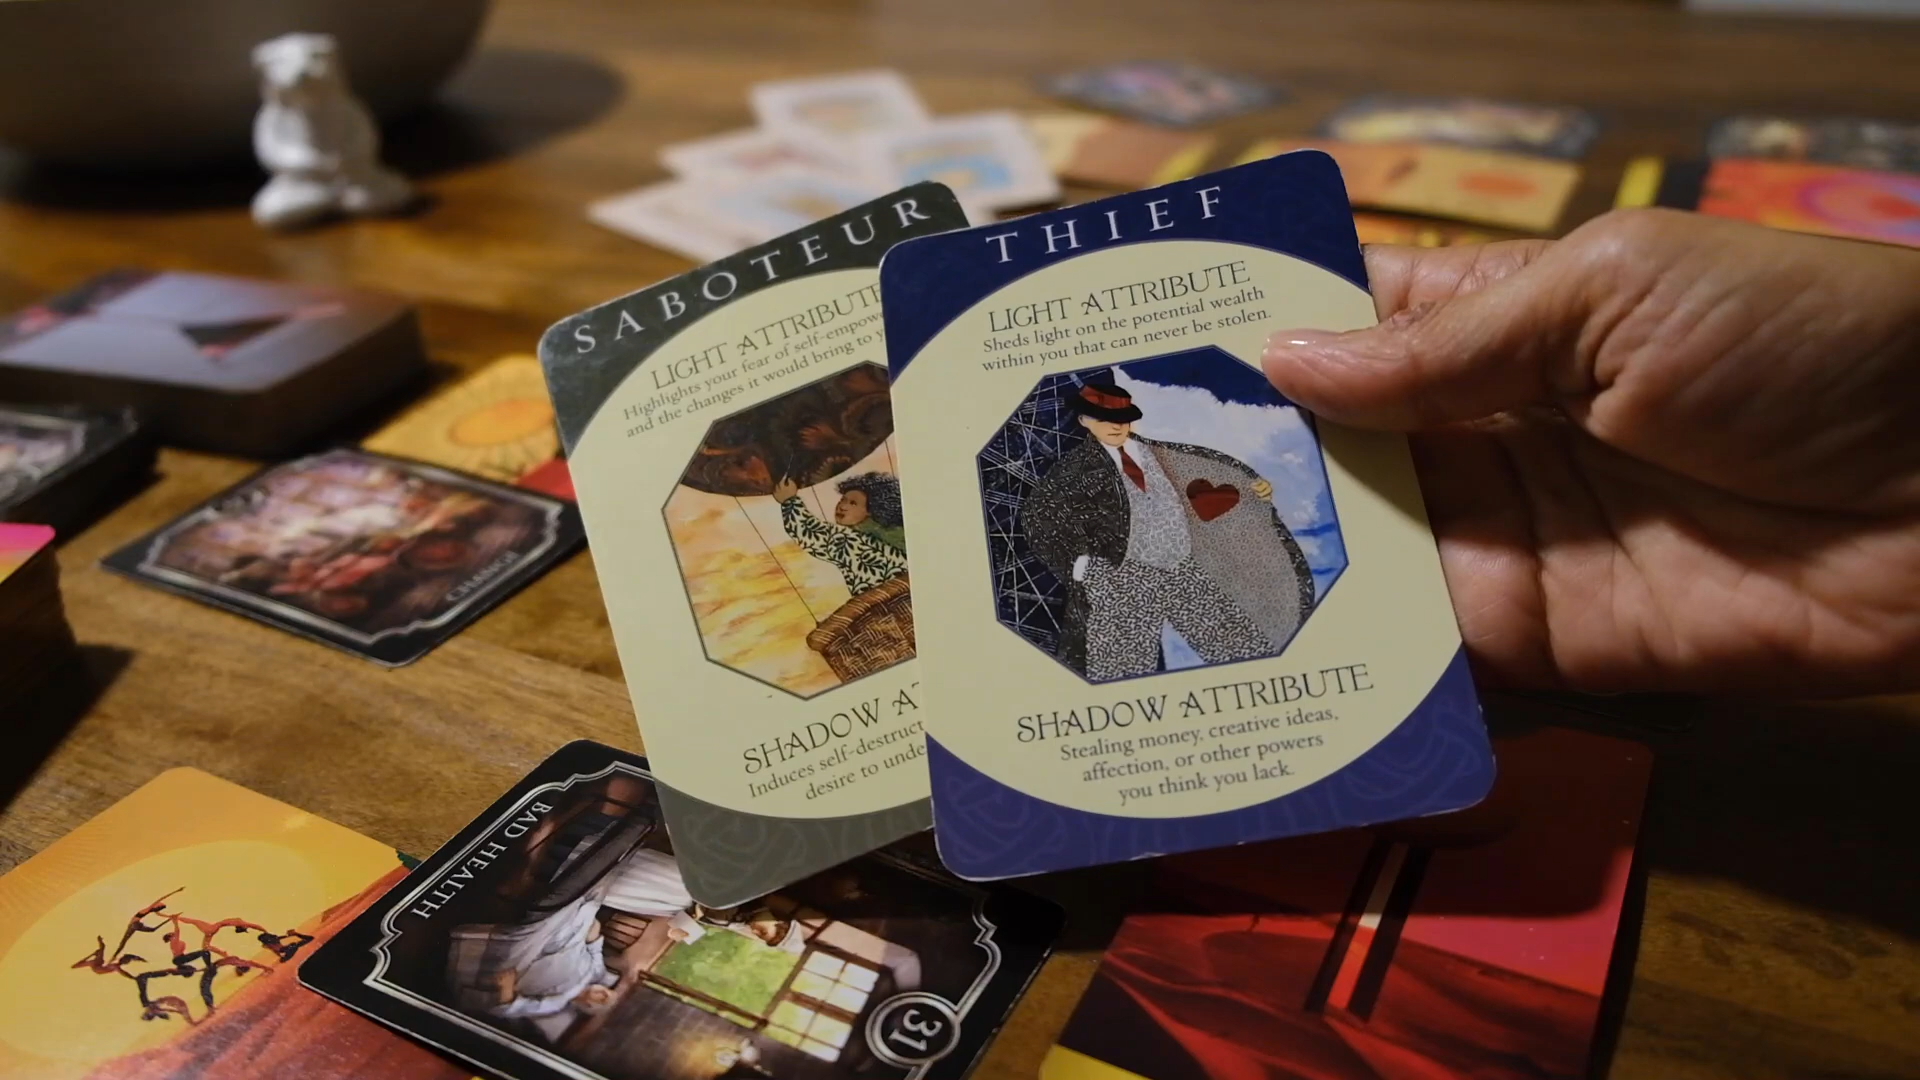 SABOTEUR
LIGHT ATTRIBUTE
Highlights your fear of self-empow
and the changes it would bring to y
SHADOW AT
Induces self-destruct
desire to unde
THIEF
LIGHT ATTRIBUTE
Sheds light on the potential wealth
within you that can never be stolen.
SHADOW ATTRIBUTE
Stealing money, creative ideas,
affection, or other powers
you think you lack.
CHANGE
BAD HEALTH
31